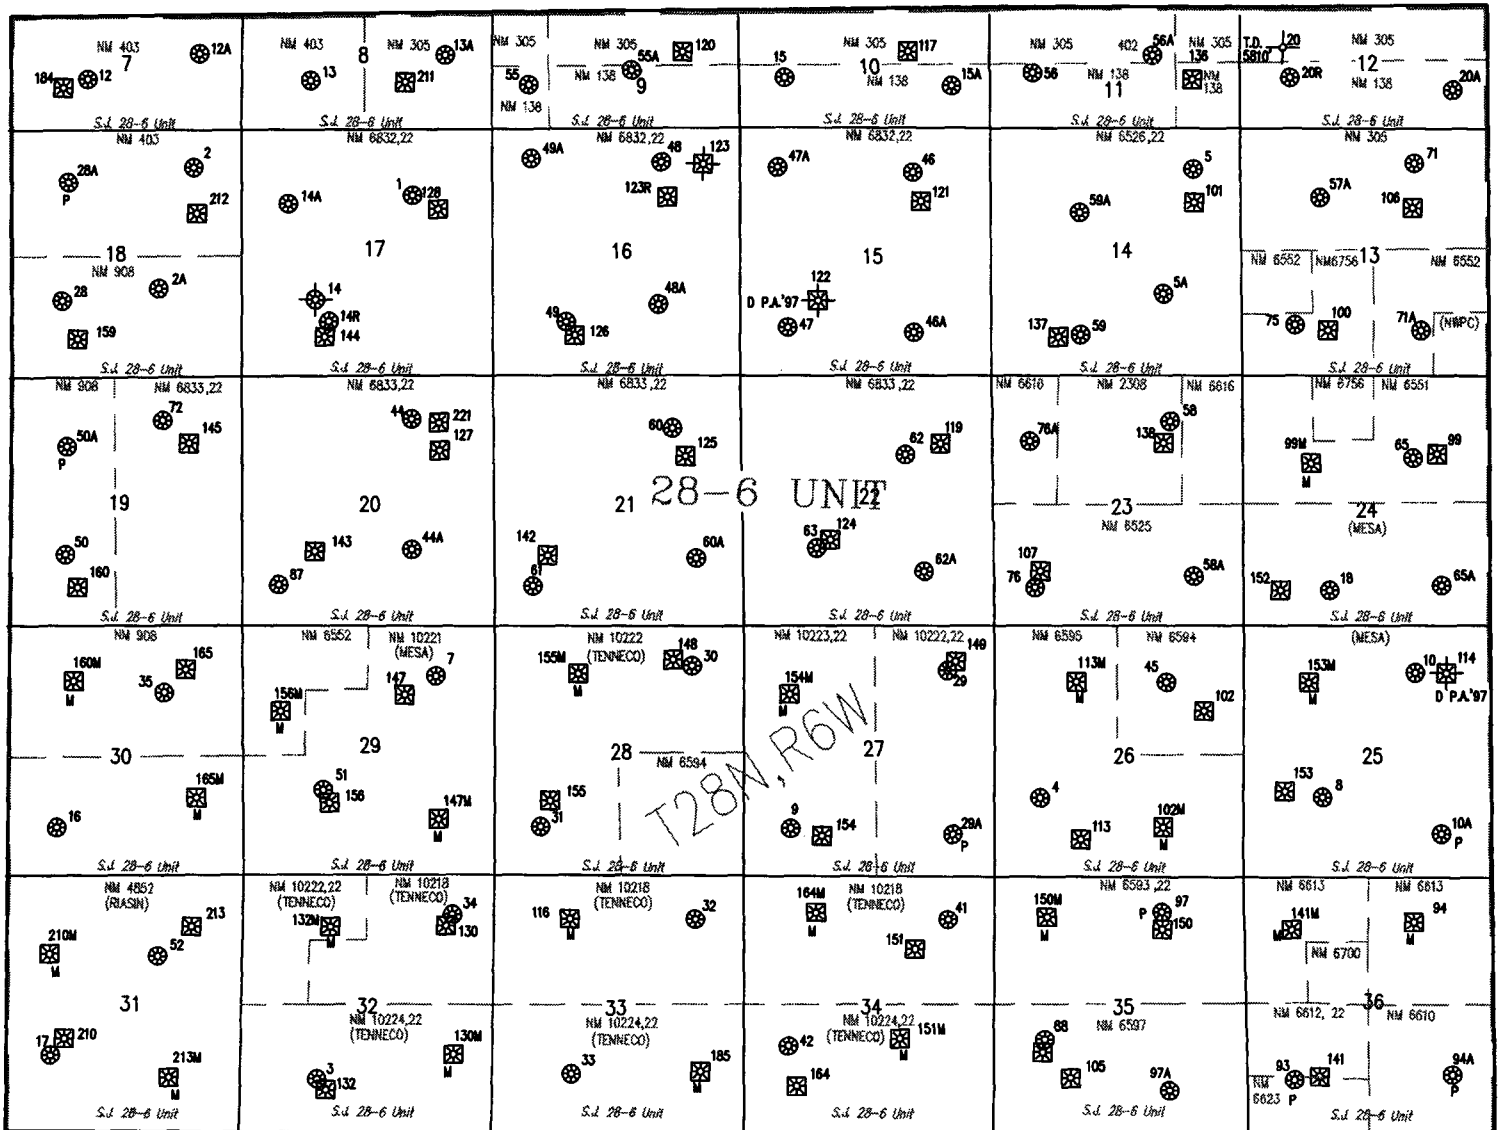 NM 403
7
12A
184
12
S.J. 28-6 Unit
NM 403
8
NM 305
13A
13
211
S.J. 28-6 Unit
NM 305
NM 305
120
55A
55
NM 138
9
NM 138
S.J. 28-6 Unit
15
NM 305
117
10
NM 138
15A
S.J. 28-6 Unit
NM 305
402
56A
NM 305
136
56
NM 138
NM
138
11
S.J. 28-6 Unit
T.D.
5810'
20
NM 305
12
20R
NM 138
20A
S.J. 28-6 Unit
NM 403
2
28A
P
212
18
NM 908
2A
28
159
S.J. 28-6 Unit
NM 6832,22
1
128
14A
17
14
14R
144
S.J. 28-6 Unit
NM 6832,22
49A
48
123
123R
16
48A
49
126
S.J. 28-6 Unit
NM 6832,22
47A
46
121
15
122
D P.A.'97
47
46A
S.J. 28-6 Unit
NM 6526,22
5
101
59A
14
5A
137
59
S.J. 28-6 Unit
NM 305
71
57A
106
NM 6552
NM6756
13
NM 6552
75
100
71A
(NWPC)
S.J. 28-6 Unit
NM 908
NM 6833,22
72
145
50A
P
19
50
160
S.J. 28-6 Unit
NM 6833,22
44
221
127
20
143
44A
87
S.J. 28-6 Unit
NM 6833,22
60
125
21
142
60A
61
S.J. 28-6 Unit
28-6 UNIT
NM 6833,22
119
62
22
63
124
62A
S.J. 28-6 Unit
NM 6616
NM 2308
NM 6616
58
76A
138
23
NM 6525
107
76
58A
S.J. 28-6 Unit
NM 6756
NM 6551
99M
M
65
99
24
(MESA)
152
18
65A
S.J. 28-6 Unit
NM 908
160M
M
165
35
30
165M
M
16
S.J. 28-6 Unit
NM 6552
NM 10221
(MESA)
7
147
156M
M
29
51
156
147M
M
S.J. 28-6 Unit
NM 10222
(TENNECO)
155M
M
148
30
28
NM 6594
155
31
S.J. 28-6 Unit
T28N,R6W
NM 10223,22
NM 10222,22
149
29
154M
M
27
9
154
29A
P
S.J. 28-6 Unit
NM 6595
NM 6594
113M
M
45
102
26
4
113
102M
M
S.J. 28-6 Unit
(MESA)
153M
M
10
114
D P.A.'97
25
153
8
10A
P
S.J. 28-6 Unit
NM 4852
(RIASIN)
213
210M
M
52
31
17
210
213M
M
S.J. 28-6 Unit
NM 10222,22
(TENNECO)
NM 10218
(TENNECO)
34
132M
M
130
32
NM 10224,22
(TENNECO)
130M
M
3
132
S.J. 28-6 Unit
NM 10218
(TENNECO)
116
M
32
33
NM 10224,22
(TENNECO)
33
185
M
S.J. 28-6 Unit
164M
M
NM 10218
(TENNECO)
41
151
34
NM 10224,22
(TENNECO)
151M
M
42
164
S.J. 28-6 Unit
NM 6593 ,22
150M
M
97
P
150
35
NM 6597
88
105
97A
S.J. 28-6 Unit
NM 6613
NM 6613
141M
M
94
M
NM 6700
36
NM 6612, 22
NM 6610
93
P
141
94A
P
NM
6623
S.J. 28-6 Unit